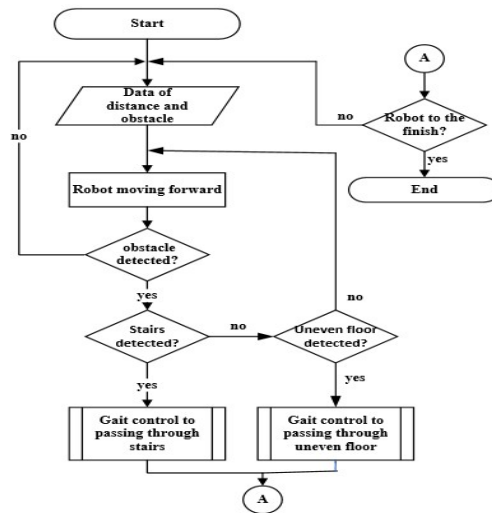 Start
Data of
distance and
obstacle
no
Robot moving forward
obstacle
detected?
yes
Stairs
detected?
no
Uneven floor
detected?
no
yes
yes
Gait control to
passing through
stairs
Gait control to
passing through
uneven floor
A
A
Robot to the
finish?
no
yes
End